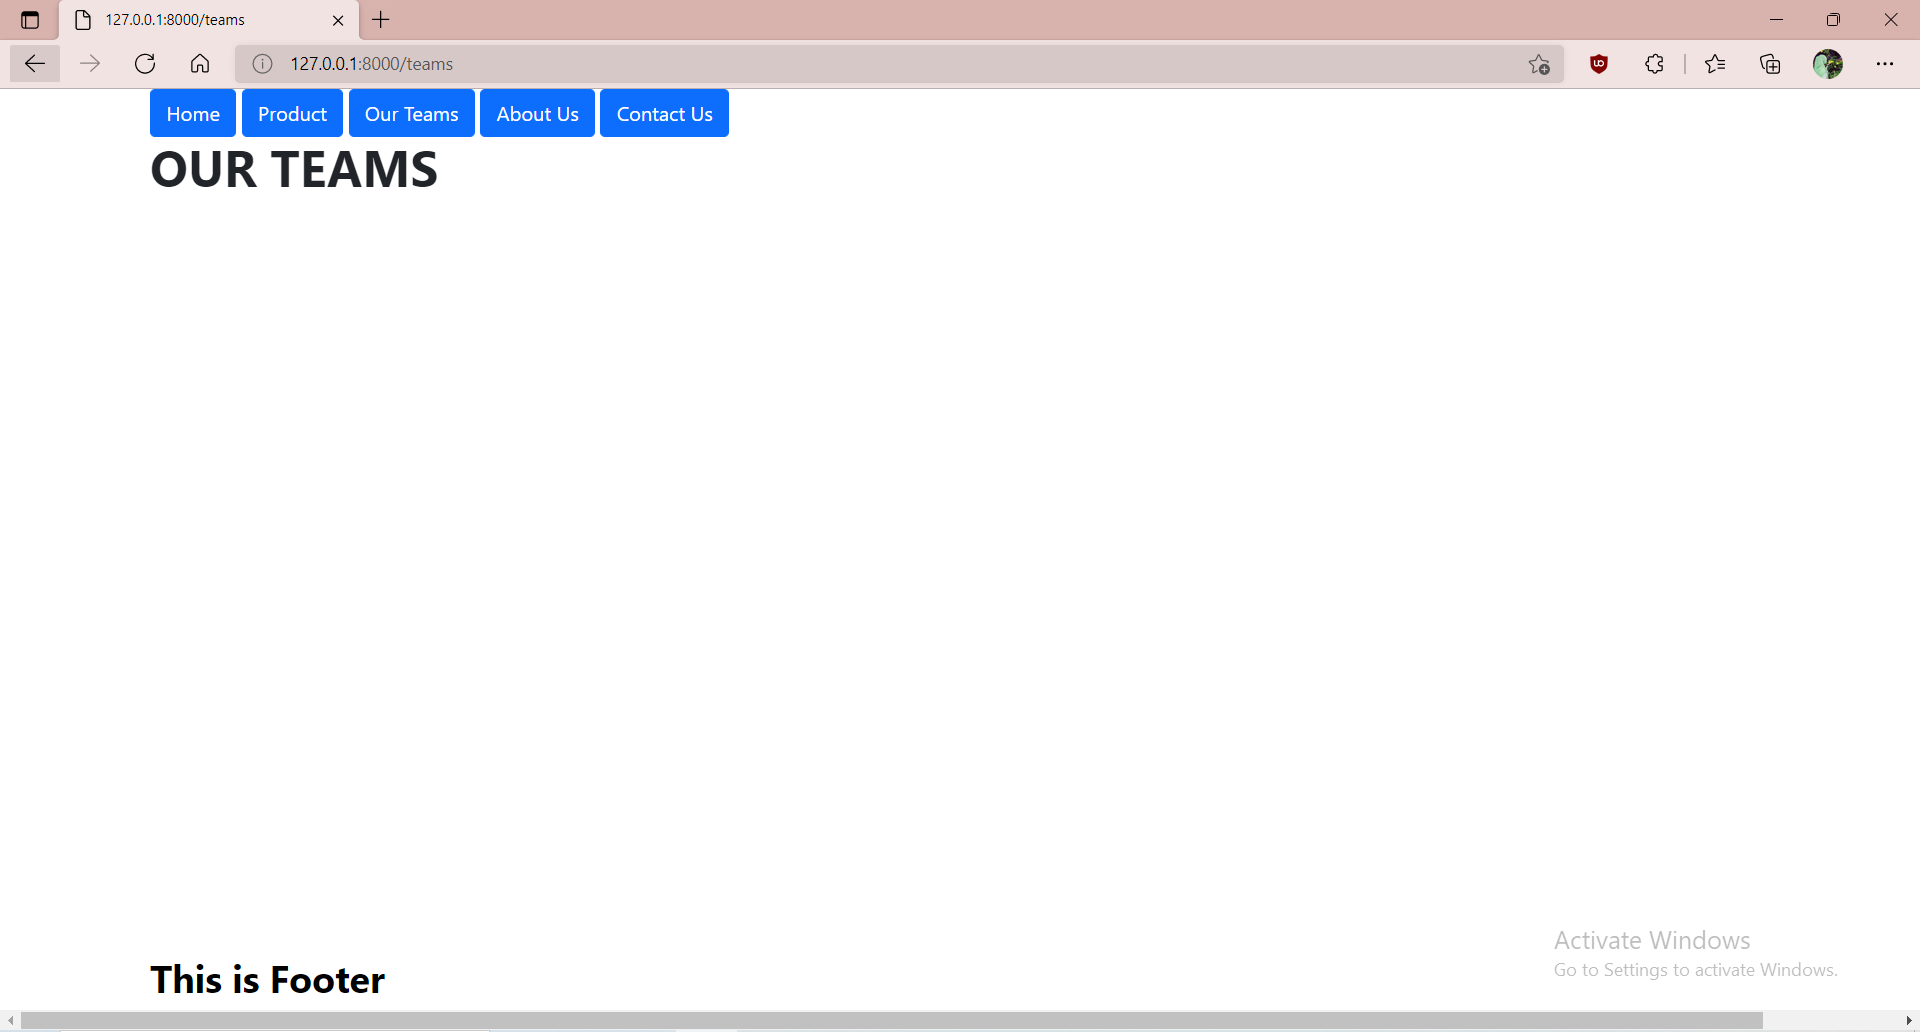 127.0.0.1:8000/teams
127.0.0.1:8000/teams
Home Product Our Teams About Us Contact Us
OUR TEAMS
Activate Windows
Go to Settings to activate Windows.
This is Footer